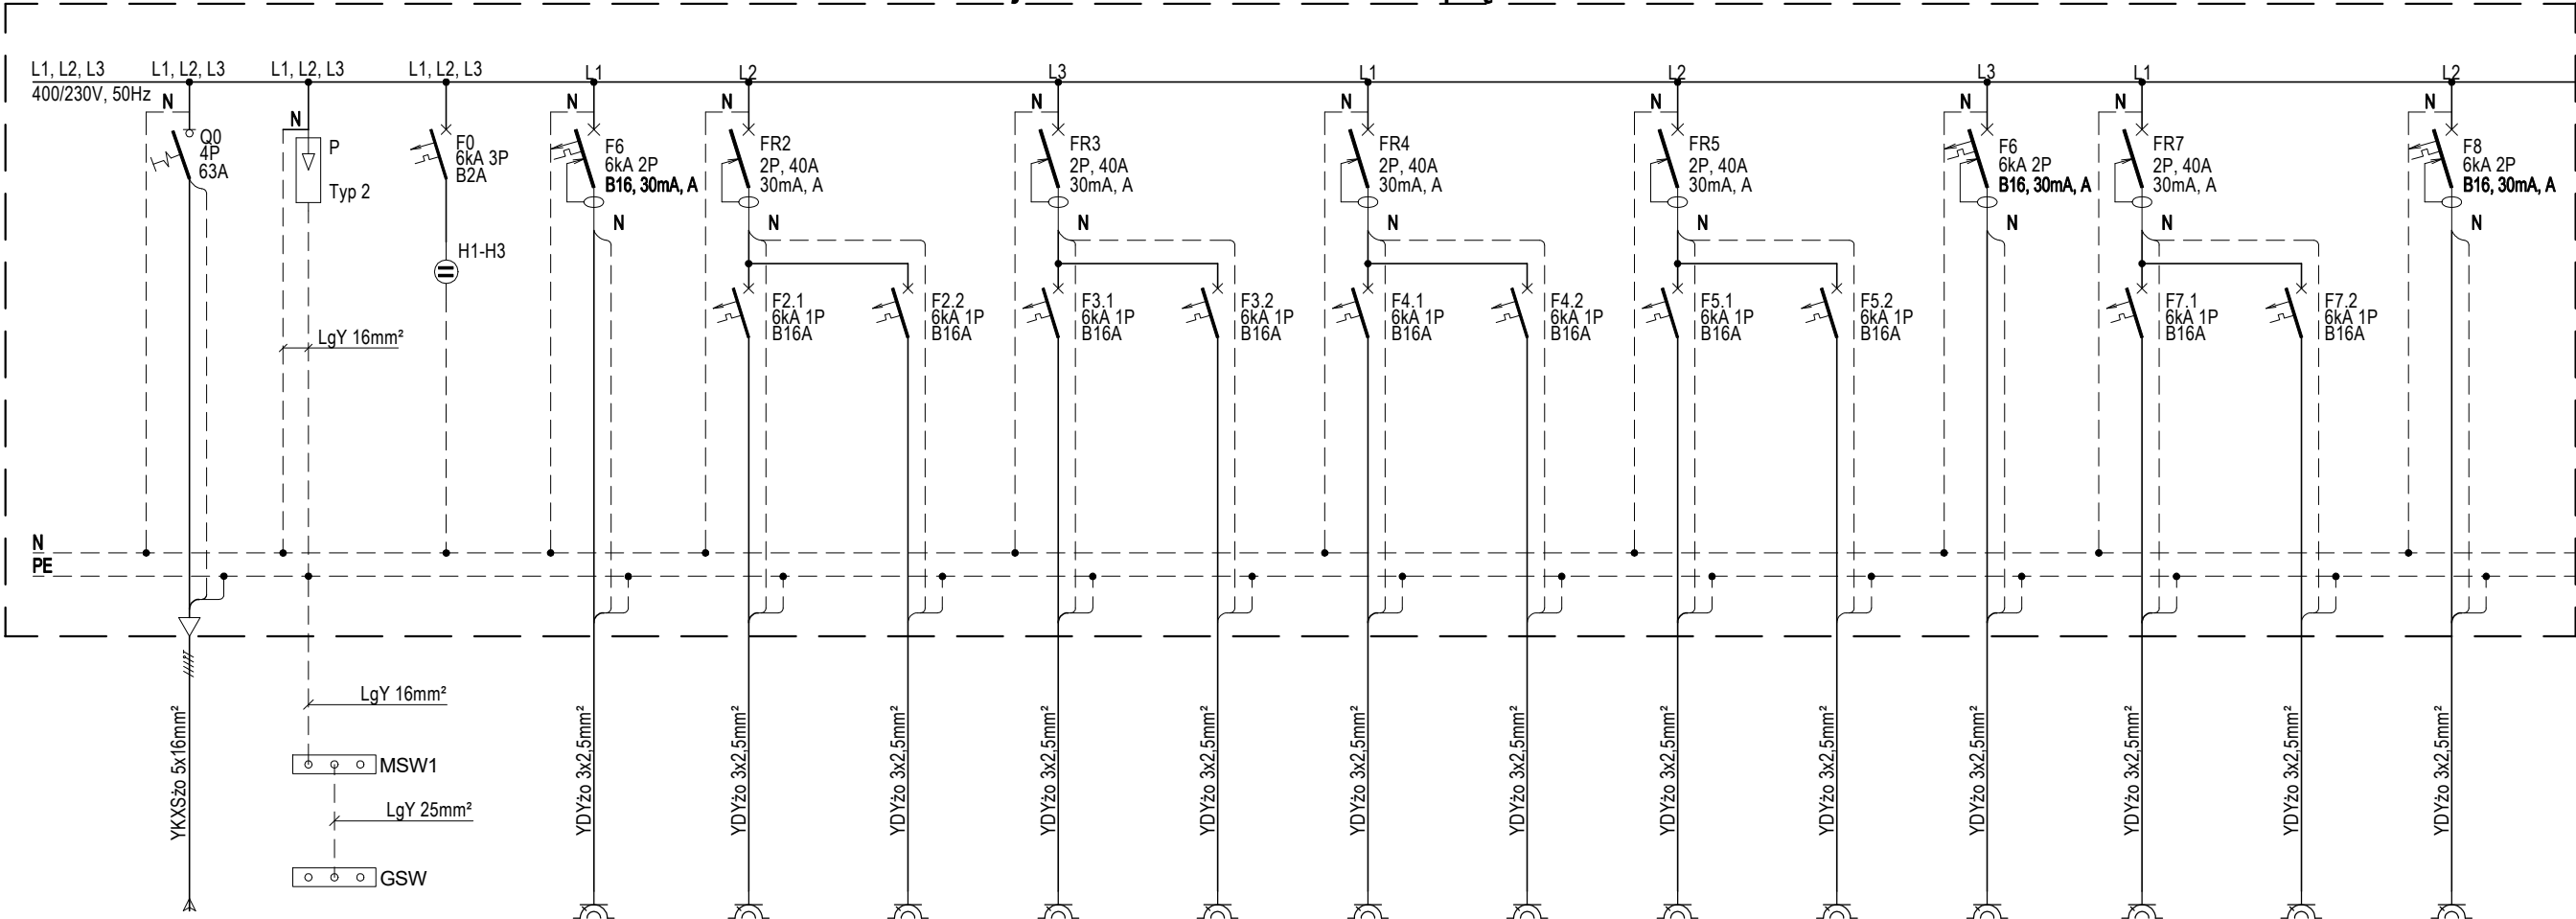 L1, L2, L3
L1, L2, L3
L1, L2, L3
L1, L2, L3
L1
L2
L3
L1
L2
L3
L1
L2
400/230V, 50Hz
N
N
N
N
N
N
N
N
N
N
Q0
4P
63A
P
Typ 2
F0
6kA 3P
B2A
F6
6kA 2P
B16, 30mA, A
FR2
2P, 40A
30mA, A
FR3
2P, 40A
30mA, A
FR4
2P, 40A
30mA, A
FR5
2P, 40A
30mA, A
F6
6kA 2P
B16, 30mA, A
FR7
2P, 40A
30mA, A
F8
6kA 2P
B16, 30mA, A
N
N
N
N
N
N
N
N
H1-H3
F2.1
6kA 1P
B16A
F2.2
6kA 1P
B16A
F3.1
6kA 1P
B16A
F3.2
6kA 1P
B16A
F4.1
6kA 1P
B16A
F4.2
6kA 1P
B16A
F5.1
6kA 1P
B16A
F5.2
6kA 1P
B16A
F7.1
6kA 1P
B16A
F7.2
6kA 1P
B16A
LgY 16mm²
N
PE
LgY 16mm²
YKXSżo 5x16mm²
MSW1
LgY 25mm²
GSW
YDYżo 3x2,5mm²
YDYżo 3x2,5mm²
YDYżo 3x2,5mm²
YDYżo 3x2,5mm²
YDYżo 3x2,5mm²
YDYżo 3x2,5mm²
YDYżo 3x2,5mm²
YDYżo 3x2,5mm²
YDYżo 3x2,5mm²
YDYżo 3x2,5mm²
YDYżo 3x2,5mm²
YDYżo 3x2,5mm²
YDYżo 3x2,5mm²